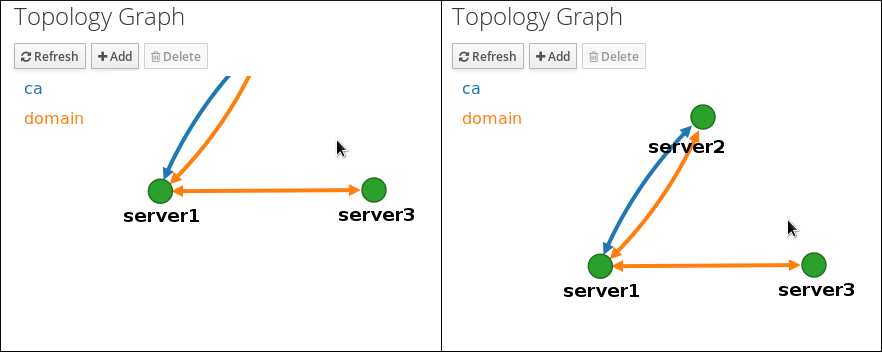 Topology Graph
Refresh Add Delete
ca
domain
server1
server3
Topology Graph
Refresh Add Delete
ca
domain
server2
server1
server3